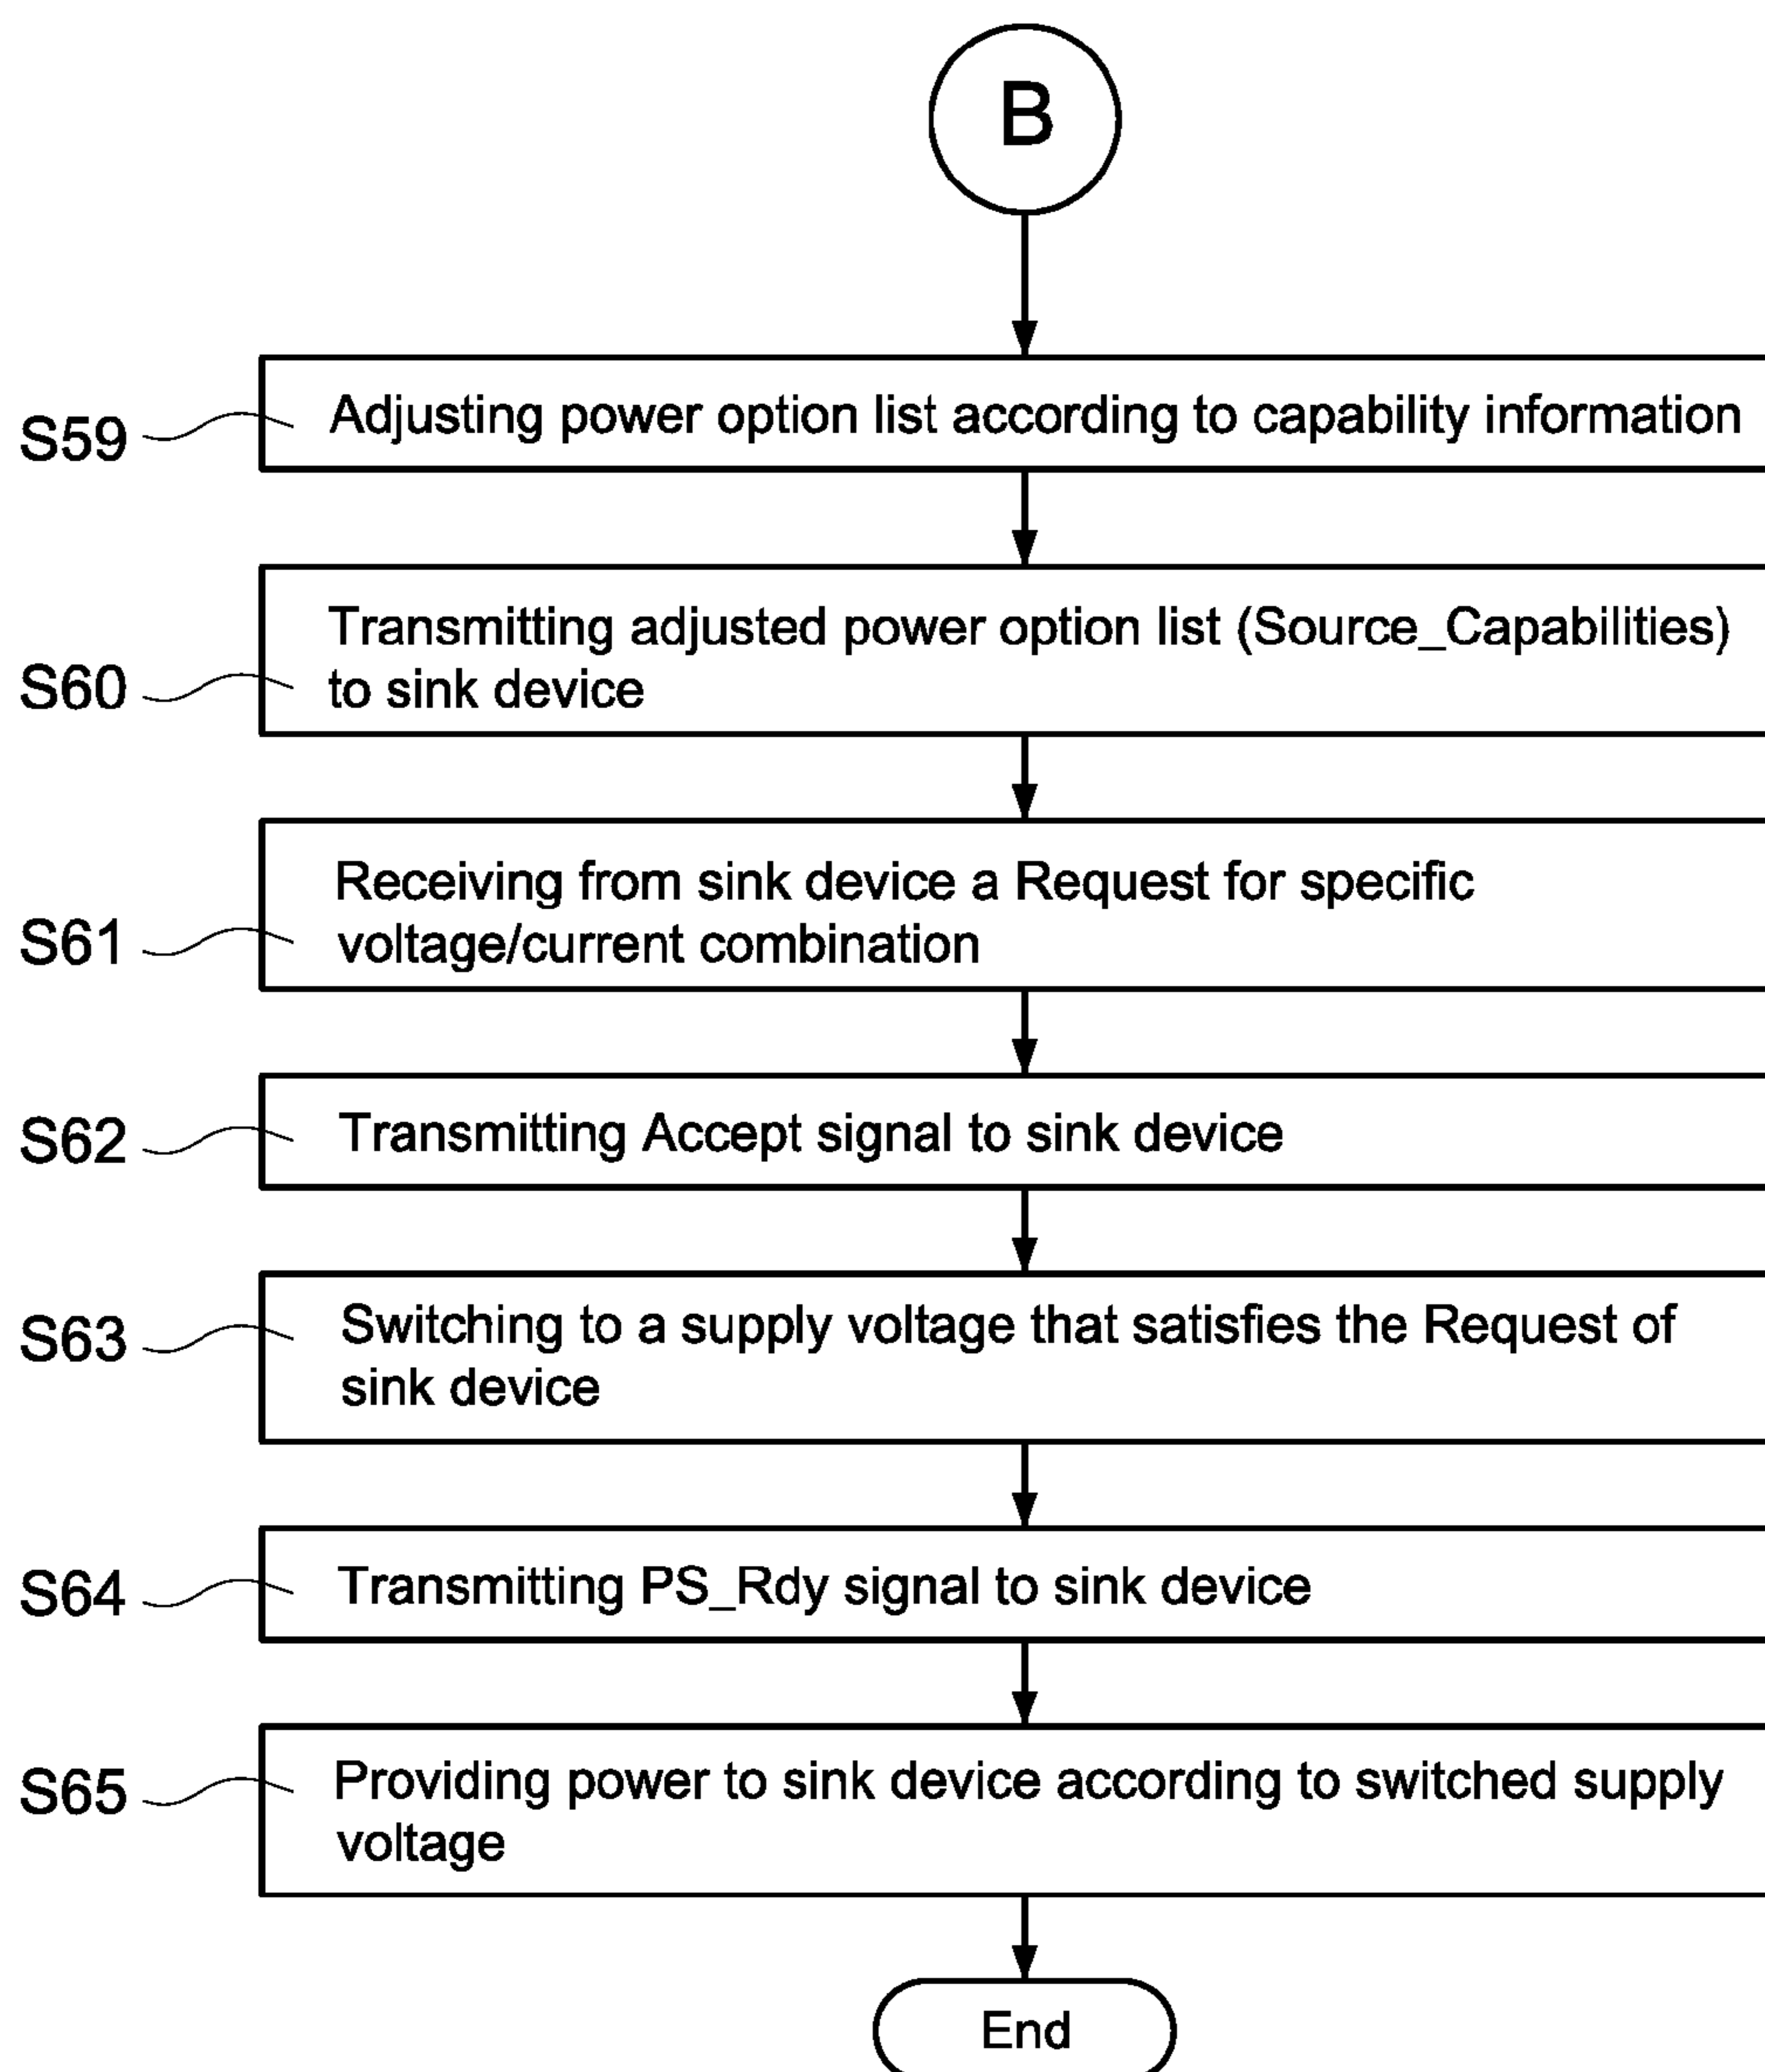 B
S59
Adjusting power option list according to capability information
S60
Transmitting adjusted power option list (Source_Capabilities)
to sink device
S61
Receiving from sink device a Request for specific
voltage/current combination
S62
Transmitting Accept signal to sink device
S63
Switching to a supply voltage that satisfies the Request of
sink device
S64
Transmitting PS_Rdy signal to sink device
S65
Providing power to sink device according to switched supply
voltage
End